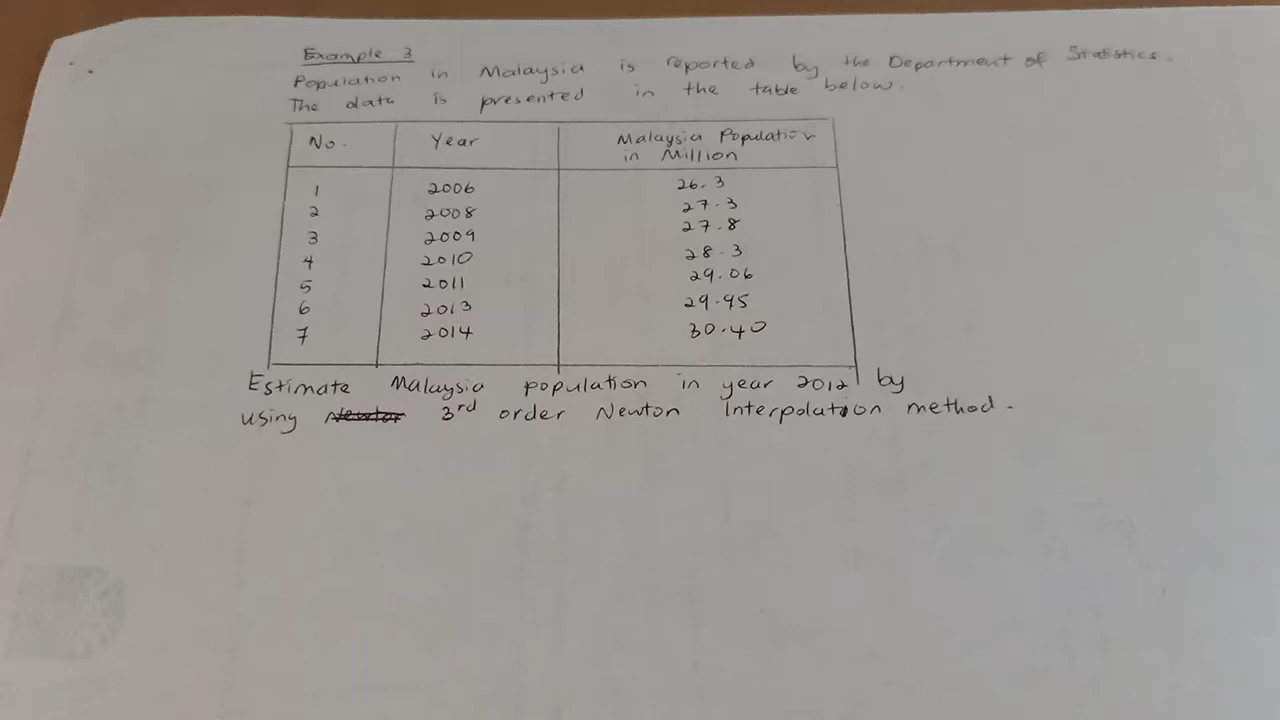 Example 3
Population in Malaysia is reported by the Department of Statistics.
The data is presented in the table below.
No. Year Malaysia Population in Million
1 2006 26.3
2 2008 27.3
3 2009 27.8
4 2010 28.3
5 2011 29.06
6 2013 29.95
7 2014 30.40
Estimate Malaysia population in year 2012 by
using Newton 3rd order Newton Interpolation method.